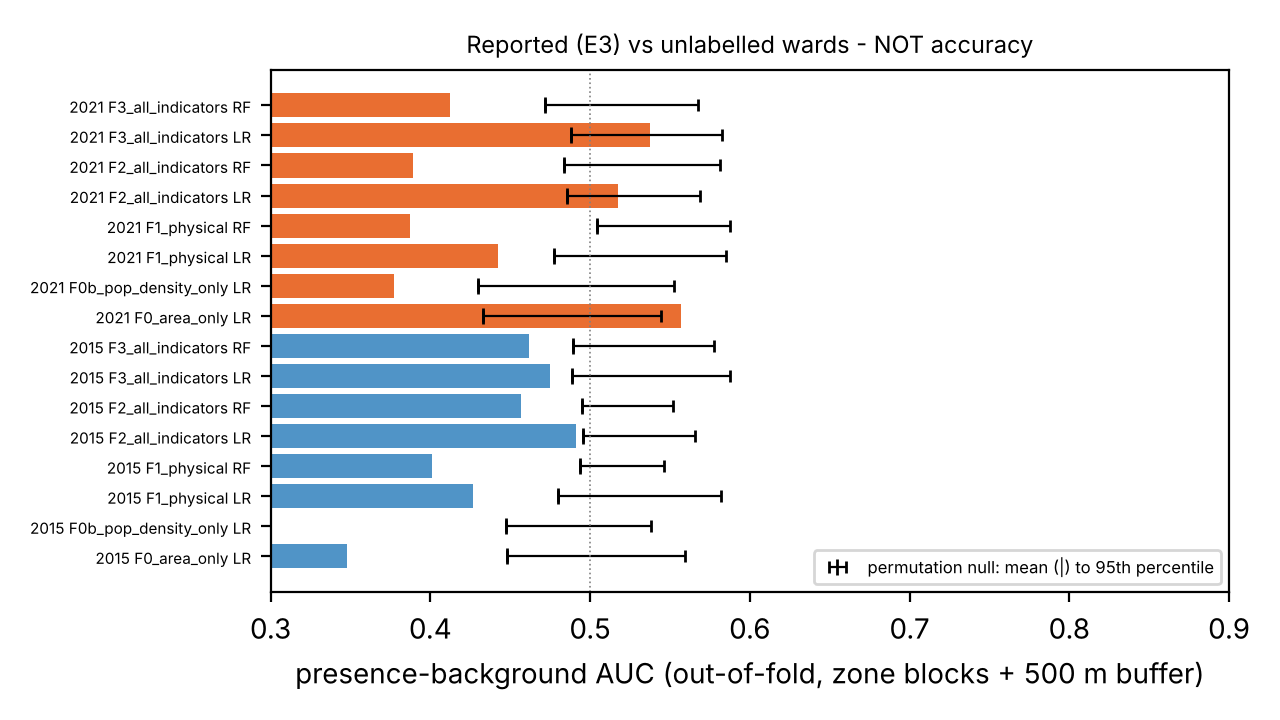 Reported (E3) vs unlabelled wards - NOT accuracy
2021 F3_all_indicators RF
2021 F3_all_indicators LR
2021 F2_all_indicators RF
2021 F2_all_indicators LR
2021 F1_physical RF
2021 F1_physical LR
2021 F0b_pop_density_only LR
2021 F0_area_only LR
2015 F3_all_indicators RF
2015 F3_all_indicators LR
2015 F2_all_indicators RF
2015 F2_all_indicators LR
2015 F1_physical RF
2015 F1_physical LR
2015 F0b_pop_density_only LR
2015 F0_area_only LR
permutation null: mean (|) to 95th percentile
0.3 0.4 0.5 0.6 0.7 0.8 0.9
presence-background AUC (out-of-fold, zone blocks + 500 m buffer)